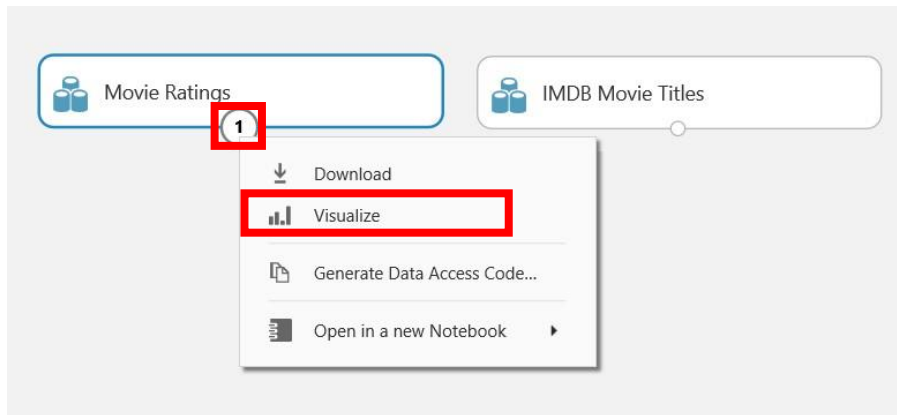 Movie Ratings
IMDB Movie Titles
1
Download
Visualize
Generate Data Access Code...
Open in a new Notebook